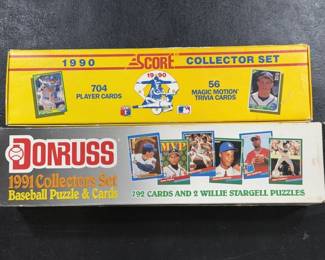 1990 SCORE COLLECTOR SET
704
PLAYER CARDS
1990
56
MAGIC MOTION
TRIVIA CARDS
DONRUSS
1991 Collectors Set
Baseball Puzzle & Cards
MVP
792 CARDS AND 2 WILLIE STARGELL PUZZLES